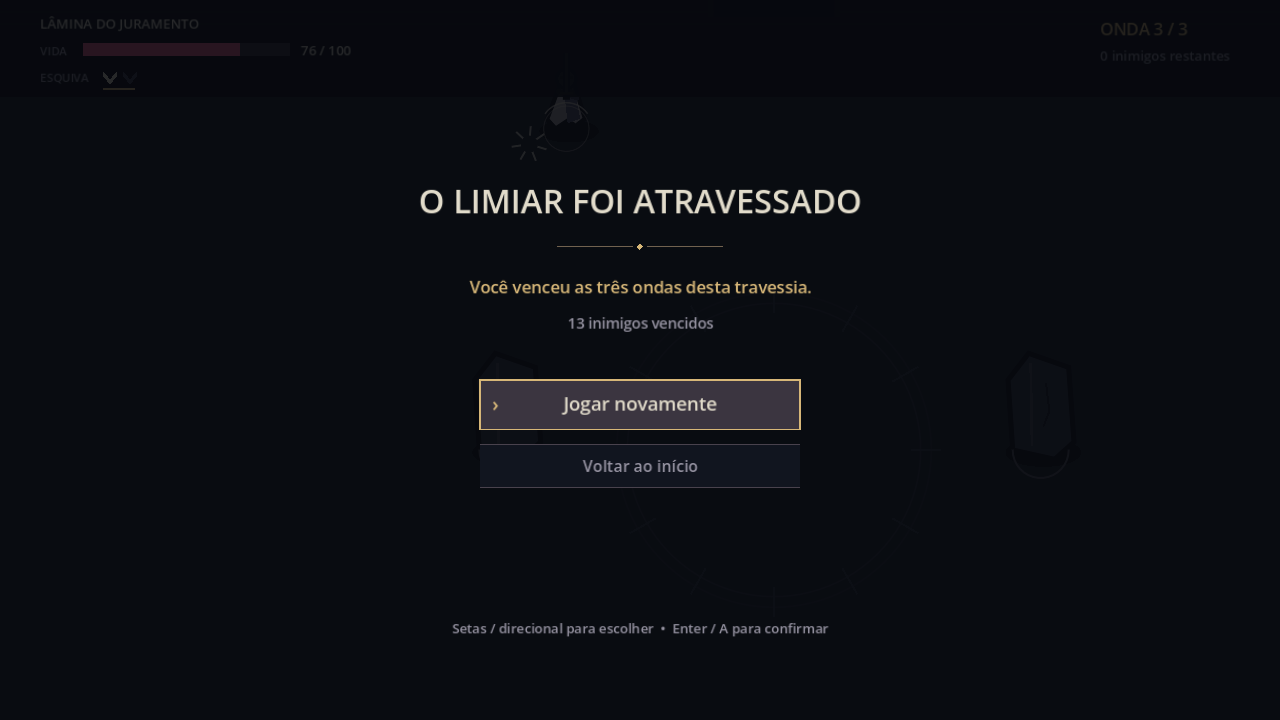 LÂMINA DO JURAMENTO
VIDA 76 / 100
ESQUIVA
ONDA 3 / 3
0 inimigos restantes
O LIMIAR FOI ATRAVESSADO
Você venceu as três ondas desta travessia.
13 inimigos vencidos
› Jogar novamente
Voltar ao início
Setas / direcional para escolher • Enter / A para confirmar